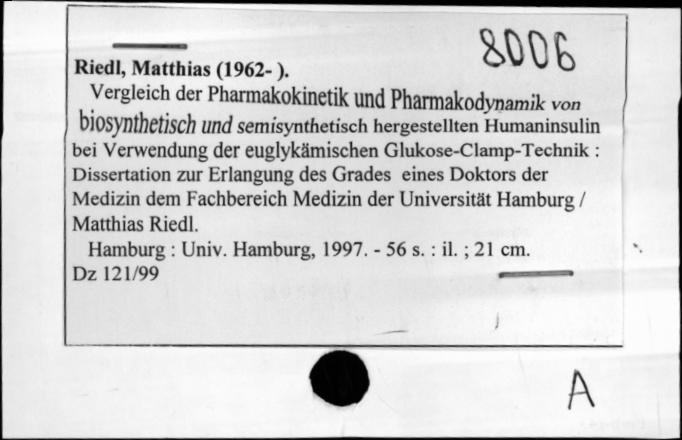 8006
Riedl, Matthias (1962- ).
Vergleich der Pharmakokinetik und Pharmakodynamik von
biosynthetisch und semisynthetisch hergestellten Humaninsulin
bei Verwendung der euglykämischen Glukose-Clamp-Technik :
Dissertation zur Erlangung des Grades eines Doktors der
Medizin dem Fachbereich Medizin der Universität Hamburg /
Matthias Riedl.
Hamburg : Univ. Hamburg, 1997. - 56 s. : il. ; 21 cm.
Dz 121/99
A